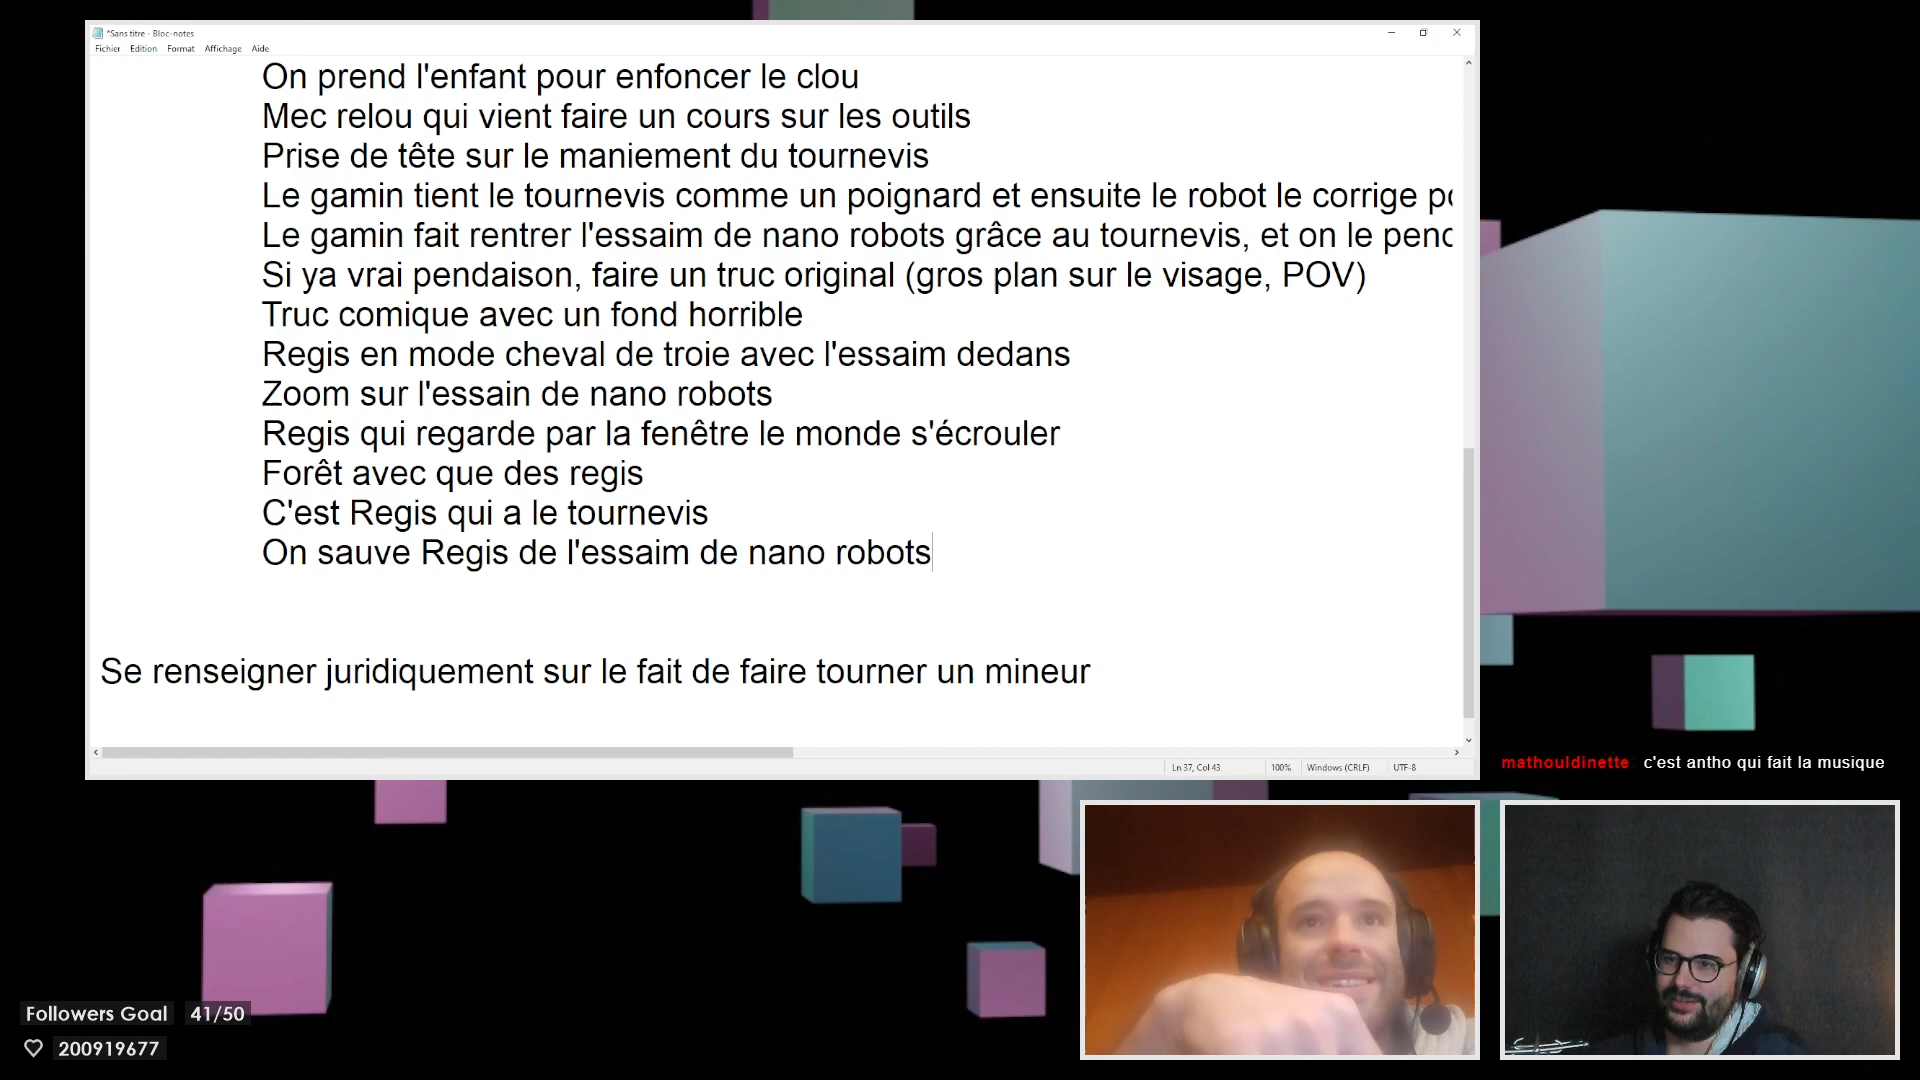 *Sans titre - Bloc-notes
Fichier Edition Format Affichage Aide
On prend l'enfant pour enfoncer le clou
Mec relou qui vient faire un cours sur les outils
Prise de tête sur le maniement du tournevis
Le gamin tient le tournevis comme un poignard et ensuite le robot le corrige po
Le gamin fait rentrer l'essaim de nano robots grâce au tournevis, et on le penc
Si ya vrai pendaison, faire un truc original (gros plan sur le visage, POV)
Truc comique avec un fond horrible
Regis en mode cheval de troie avec l'essaim dedans
Zoom sur l'essain de nano robots
Regis qui regarde par la fenêtre le monde s'écrouler
Forêt avec que des regis
C'est Regis qui a le tournevis
On sauve Regis de l'essaim de nano robots
Se renseigner juridiquement sur le fait de faire tourner un mineur
Ln 37, Col 43 100% Windows (CRLF) UTF-8
mathouldinette c'est antho qui fait la musique
Followers Goal 41/50
200919677